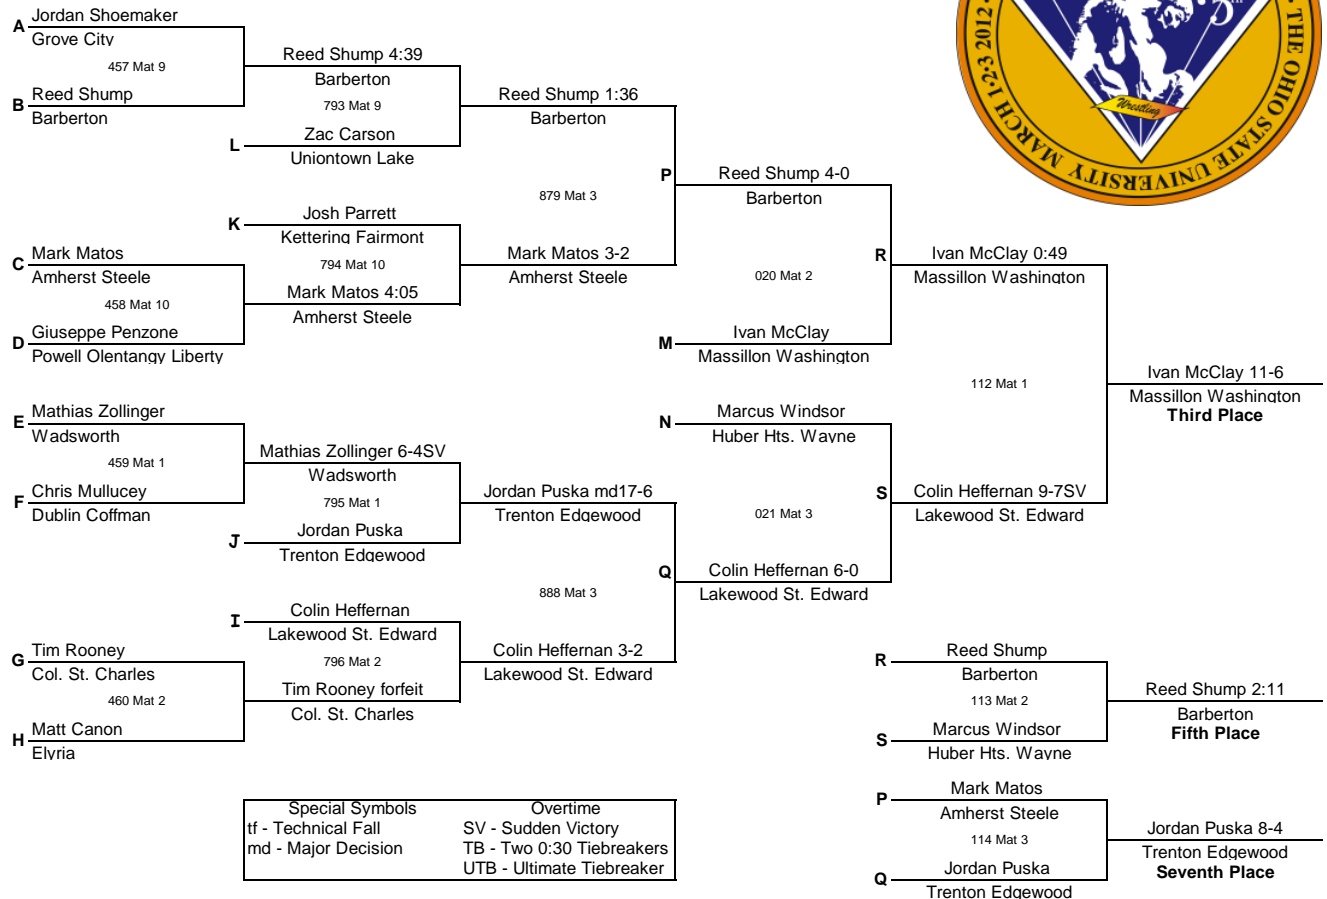 A Jordan Shoemaker
Grove City
457 Mat 9
B Reed Shump
Barberton
Reed Shump 4:39
Barberton
793 Mat 9
L Zac Carson
Uniontown Lake
Reed Shump 1:36
Barberton
879 Mat 3
P
K Josh Parrett
Kettering Fairmont
794 Mat 10
C Mark Matos
Amherst Steele
458 Mat 10
D Giuseppe Penzone
Powell Olentangy Liberty
Mark Matos 4:05
Amherst Steele
Mark Matos 3-2
Amherst Steele
Reed Shump 4-0
Barberton
020 Mat 2
R
M Ivan McClay
Massillon Washington
Ivan McClay 0:49
Massillon Washington
112 Mat 1
Ivan McClay 11-6
Massillon Washington
Third Place
E Mathias Zollinger
Wadsworth
459 Mat 1
F Chris Mullucey
Dublin Coffman
Mathias Zollinger 6-4SV
Wadsworth
795 Mat 1
J Jordan Puska
Trenton Edgewood
Jordan Puska md17-6
Trenton Edgewood
888 Mat 3
Q
I Colin Heffernan
Lakewood St. Edward
796 Mat 2
G Tim Rooney
Col. St. Charles
460 Mat 2
H Matt Canon
Elyria
Tim Rooney forfeit
Col. St. Charles
Colin Heffernan 3-2
Lakewood St. Edward
N Marcus Windsor
Huber Hts. Wayne
021 Mat 3
S
Colin Heffernan 6-0
Lakewood St. Edward
Colin Heffernan 9-7SV
Lakewood St. Edward
R Reed Shump
Barberton
113 Mat 2
S Marcus Windsor
Huber Hts. Wayne
Reed Shump 2:11
Barberton
Fifth Place
P Mark Matos
Amherst Steele
114 Mat 3
Q Jordan Puska
Trenton Edgewood
Jordan Puska 8-4
Trenton Edgewood
Seventh Place
Special Symbols Overtime
tf - Technical Fall SV - Sudden Victory
md - Major Decision TB - Two 0:30 Tiebreakers
UTB - Ultimate Tiebreaker
MARCH 1-2-3 2012 • THE OHIO STATE UNIVERSITY
Wrestling